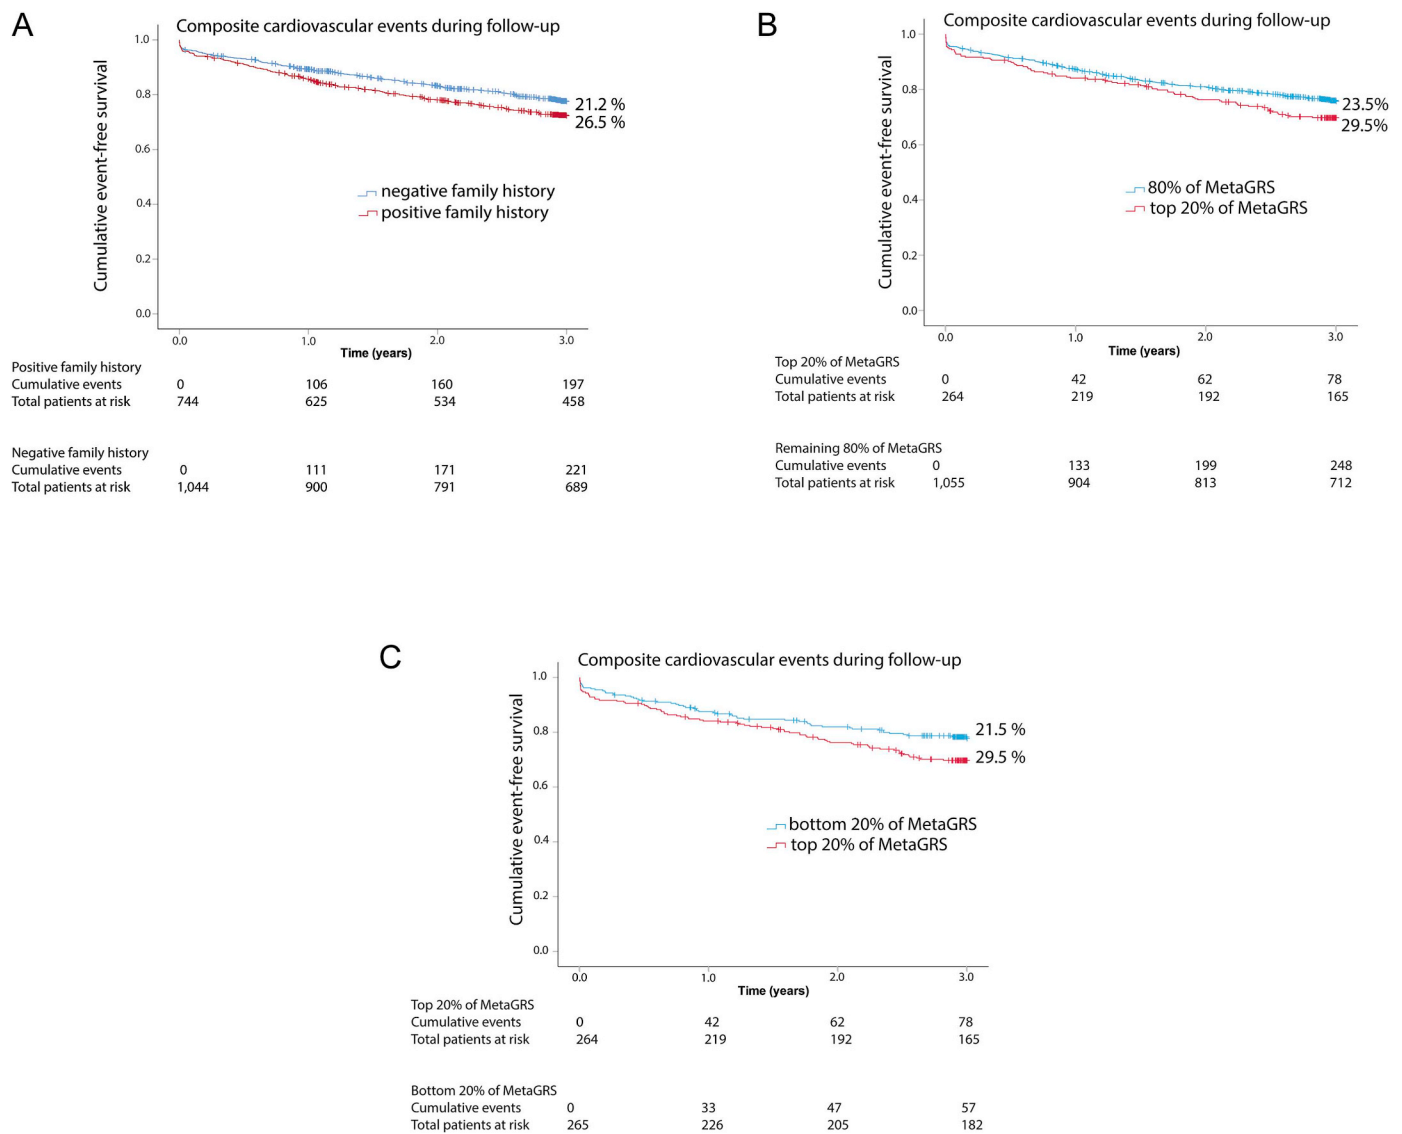 A
Composite cardiovascular events during follow-up
Cumulative event-free survival
1.0
0.8
0.6
0.4
0.2
0.0
21.2 %
26.5 %
negative family history
positive family history
0.0 1.0 2.0 3.0
Time (years)
Positive family history
Cumulative events 0 106 160 197
Total patients at risk 744 625 534 458
Negative family history
Cumulative events 0 111 171 221
Total patients at risk 1,044 900 791 689
B
Composite cardiovascular events during follow-up
Cumulative event-free survival
1.0
0.8
0.6
0.4
0.2
0.0
23.5%
29.5%
80% of MetaGRS
top 20% of MetaGRS
0.0 1.0 2.0 3.0
Time (years)
Top 20% of MetaGRS
Cumulative events 0 42 62 78
Total patients at risk 264 219 192 165
Remaining 80% of MetaGRS
Cumulative events 0 133 199 248
Total patients at risk 1,055 904 813 712
C
Composite cardiovascular events during follow-up
Cumulative event-free survival
1.0
0.8
0.6
0.4
0.2
0.0
21.5 %
29.5 %
bottom 20% of MetaGRS
top 20% of MetaGRS
0.0 1.0 2.0 3.0
Time (years)
Top 20% of MetaGRS
Cumulative events 0 42 62 78
Total patients at risk 264 219 192 165
Bottom 20% of MetaGRS
Cumulative events 0 33 47 57
Total patients at risk 265 226 205 182